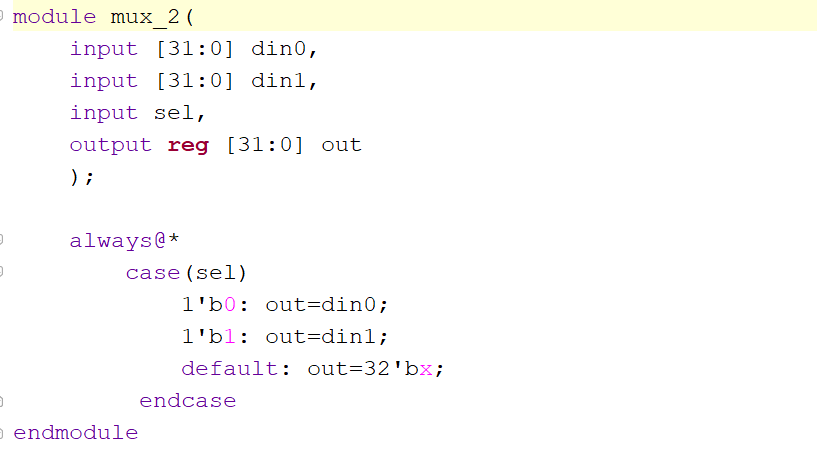 module mux_2(
input [31:0] din0,
input [31:0] din1,
input sel,
output reg [31:0] out
);
always@*
case(sel)
1'b0: out=din0;
1'b1: out=din1;
default: out=32'bx;
endcase
endmodule